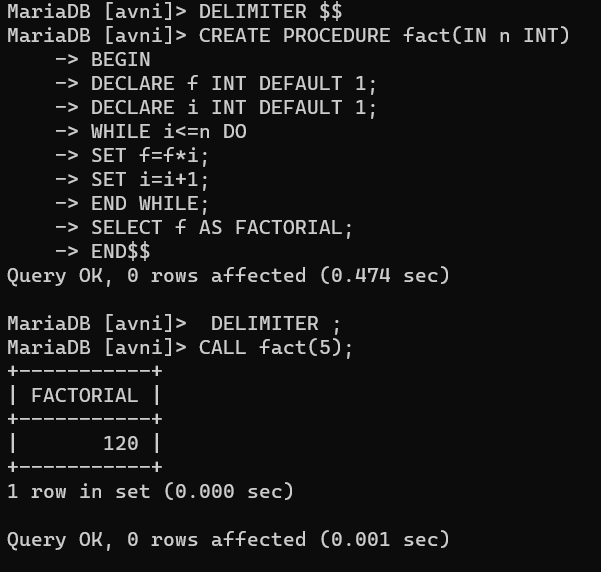 MariaDB [avni]> DELIMITER $$
MariaDB [avni]> CREATE PROCEDURE fact(IN n INT)
    -> BEGIN
    -> DECLARE f INT DEFAULT 1;
    -> DECLARE i INT DEFAULT 1;
    -> WHILE i<=n DO
    -> SET f=f*i;
    -> SET i=i+1;
    -> END WHILE;
    -> SELECT f AS FACTORIAL;
    -> END$$
Query OK, 0 rows affected (0.474 sec)

MariaDB [avni]>  DELIMITER ;
MariaDB [avni]> CALL fact(5);
+-----------+
| FACTORIAL |
+-----------+
|       120 |
+-----------+
1 row in set (0.000 sec)

Query OK, 0 rows affected (0.001 sec)